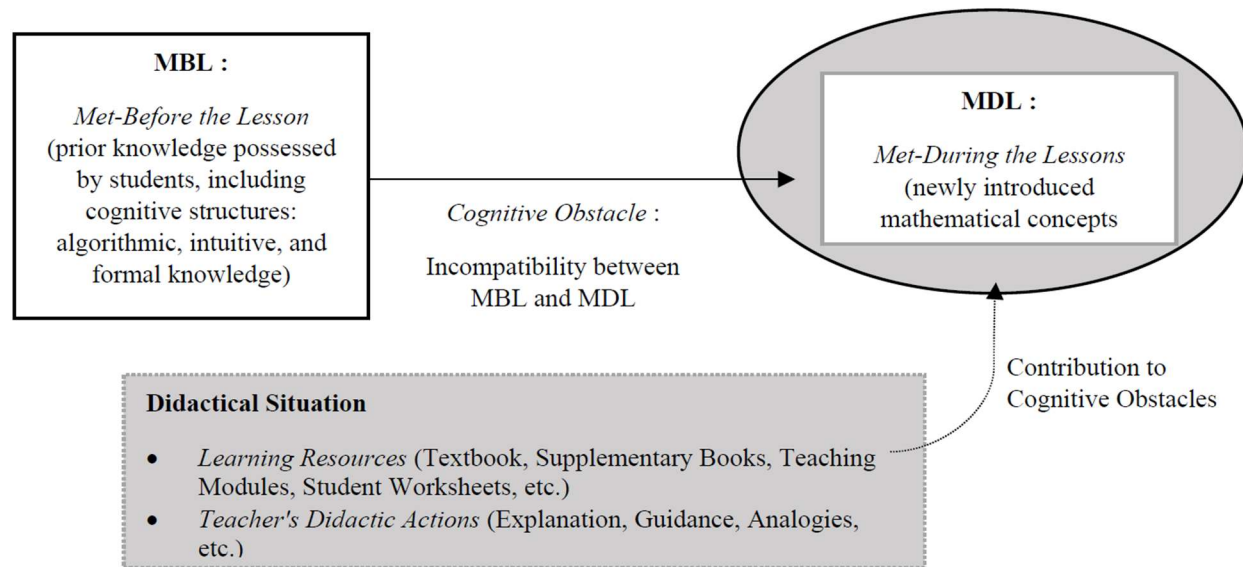 MBL :
Met-Before the Lesson
(prior knowledge possessed
by students, including
cognitive structures:
algorithmic, intuitive, and
formal knowledge)
Cognitive Obstacle :
Incompatibility between
MBL and MDL
MDL :
Met-During the Lessons
(newly introduced
mathematical concepts
Contribution to
Cognitive Obstacles
Didactical Situation
• Learning Resources (Textbook, Supplementary Books, Teaching
Modules, Student Worksheets, etc.)
• Teacher's Didactic Actions (Explanation, Guidance, Analogies,
etc.)